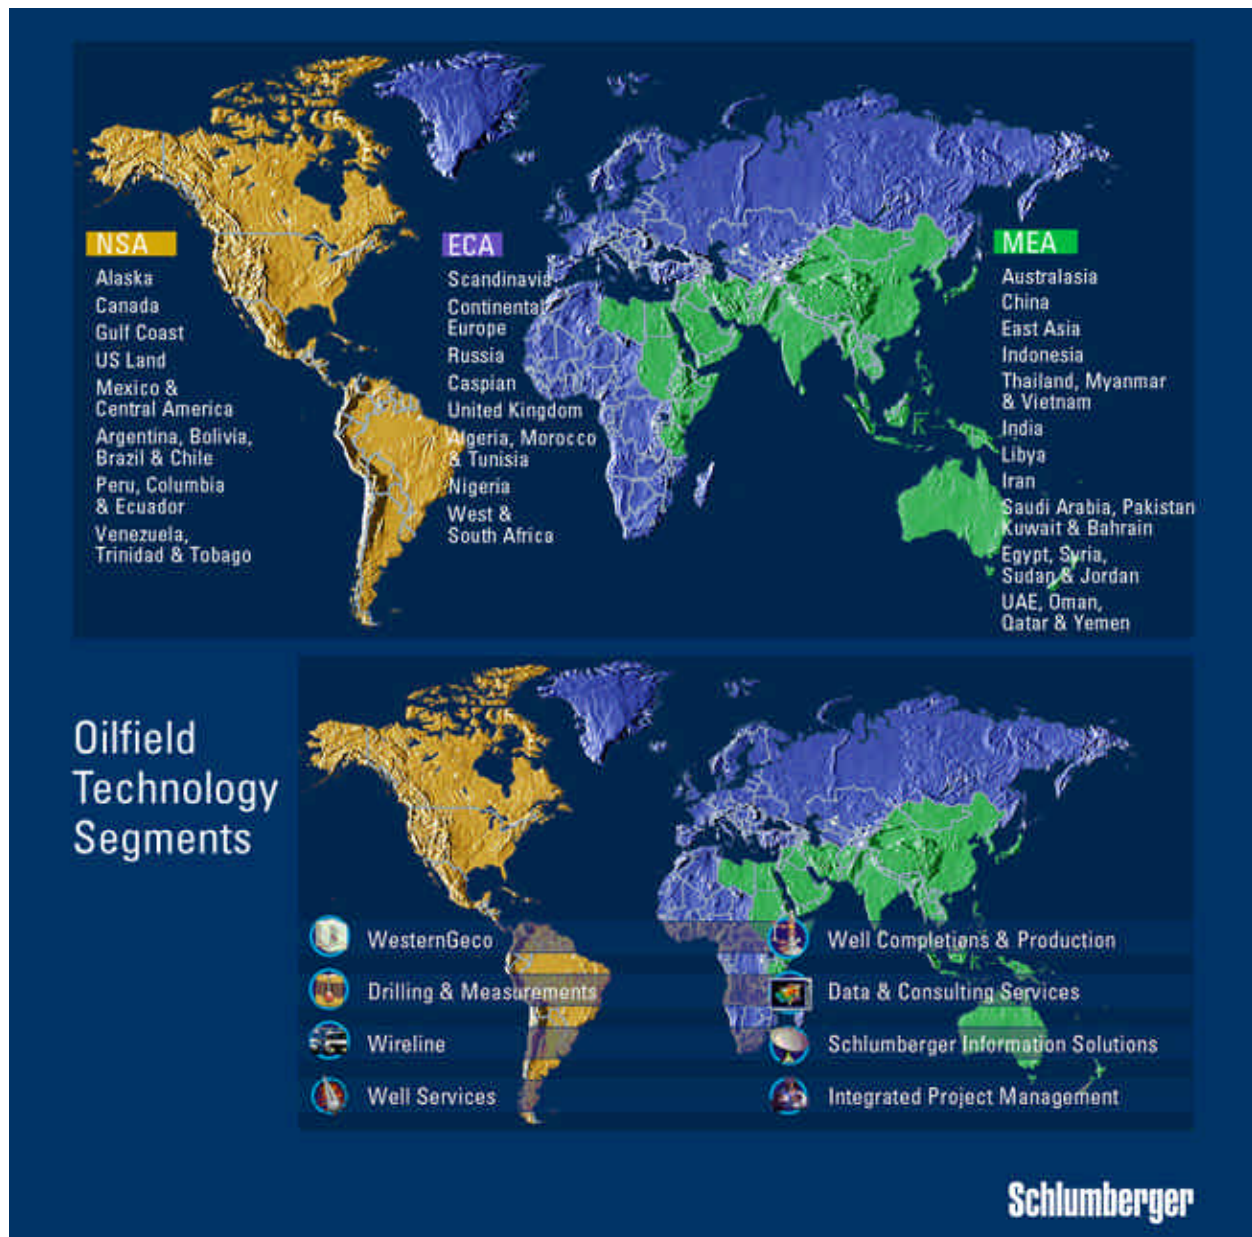 NSA
Alaska
Canada
Gulf Coast
US Land
Mexico &
Central America
Argentina, Bolivia,
Brazil & Chile
Peru, Columbia
& Ecuador
Venezuela,
Trinidad & Tobago
ECA
Scandinavia
Continental
Europe
Russia
Caspian
United Kingdom
Algeria, Morocco
& Tunisia
Nigeria
West &
South Africa
MEA
Australasia
China
East Asia
Indonesia
Thailand, Myanmar
& Vietnam
India
Libya
Iran
Saudi Arabia, Pakistan
Kuwait & Bahrain
Egypt, Syria,
Sudan & Jordan
UAE, Oman,
Qatar & Yemen
Oilfield
Technology
Segments
WesternGeco
Drilling & Measurements
Wireline
Well Services
Well Completions & Production
Data & Consulting Services
Schlumberger Information Solutions
Integrated Project Management
Schlumberger